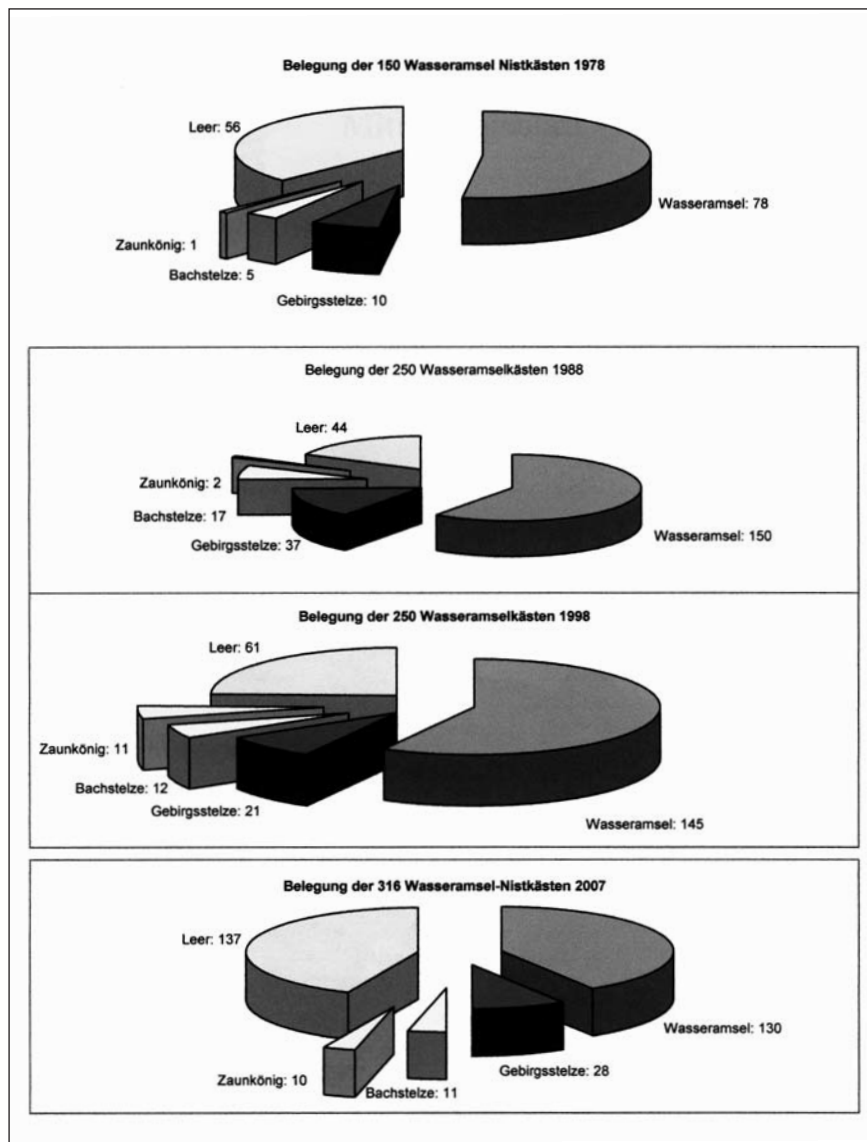 Belegung der 150 Wasseramsel Nistkästen 1978
Leer: 56
Wasseramsel: 78
Zaunkönig: 1
Bachstelze: 5
Gebirgsstelze: 10
Belegung der 250 Wasseramselkästen 1988
Leer: 44
Zaunkönig: 2
Bachstelze: 17
Wasseramsel: 150
Gebirgsstelze: 37
Belegung der 250 Wasseramselkästen 1998
Leer: 61
Zaunkönig: 11
Bachstelze: 12
Gebirgsstelze: 21
Wasseramsel: 145
Belegung der 316 Wasseramsel-Nistkästen 2007
Leer: 137
Wasseramsel: 130
Gebirgsstelze: 28
Zaunkönig: 10
Bachstelze: 11